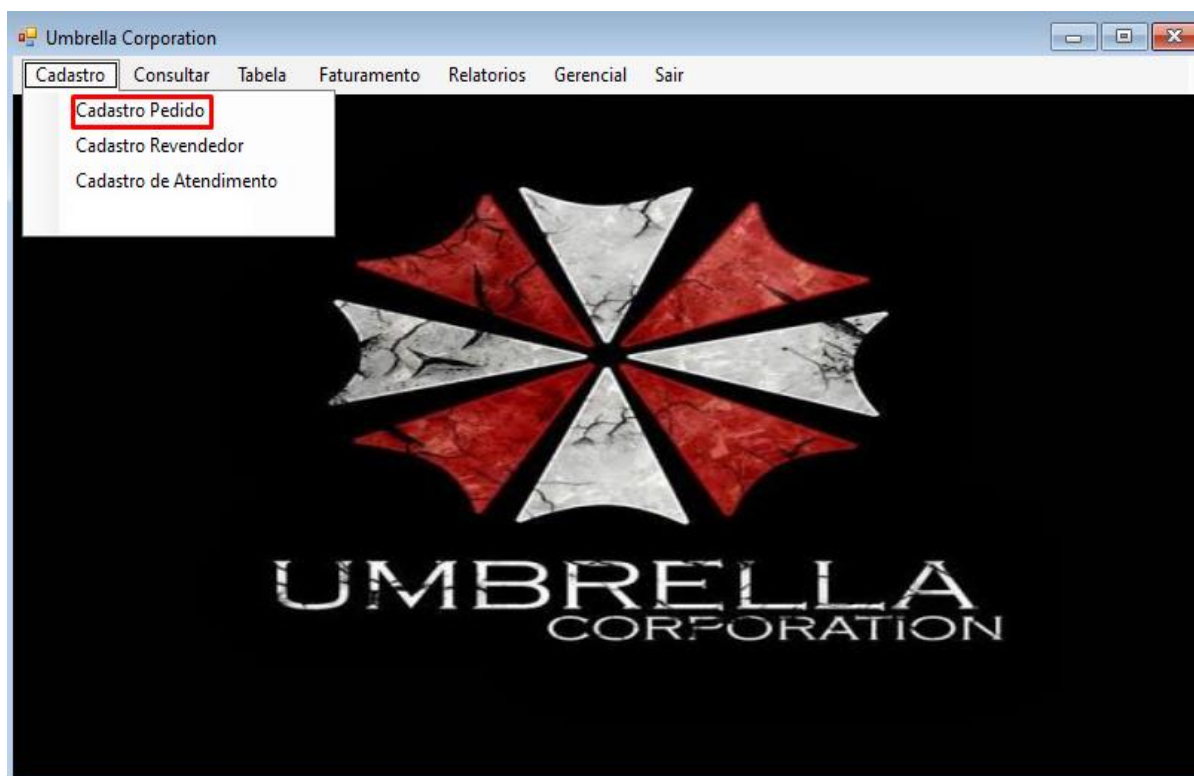 Umbrella Corporation
Cadastro Consultar Tabela Faturamento Relatorios Gerencial Sair
Cadastro Pedido
Cadastro Revendedor
Cadastro de Atendimento
UMBRELLA
CORPORATION